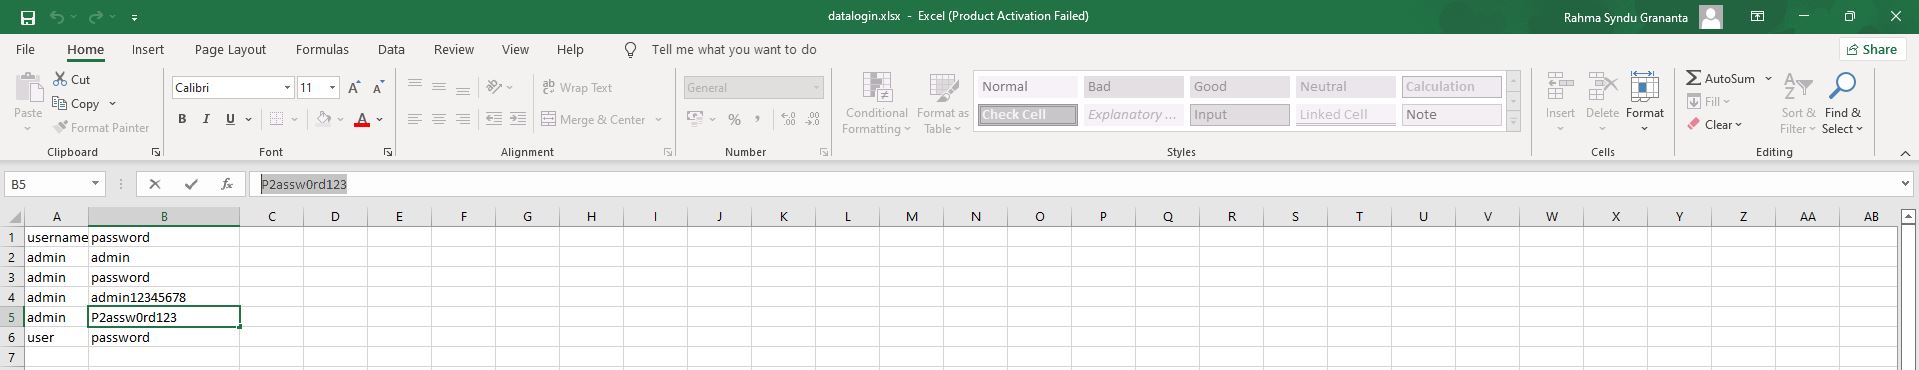 datalogin.xlsx - Excel (Product Activation Failed)
Rahma Syndu Grananta
File Home Insert Page Layout Formulas Data Review View Help Tell me what you want to do Share
Paste
Cut
Copy
Format Painter
Clipboard
Calibri 11
B I U A
Font
Wrap Text
Merge & Center
Alignment
General
% ,
Number
Conditional Formatting
Format as Table
Normal Bad Good Neutral Calculation
Check Cell Explanatory ... Input Linked Cell Note
Styles
Insert Delete Format
Cells
AutoSum
Fill
Clear
Sort & Filter
Find & Select
Editing
B5 fx P2assw0rd123
A B C D E F G H I J K L M N O P Q R S T U V W X Y Z AA AB
1 username password
2 admin admin
3 admin password
4 admin admin12345678
5 admin P2assw0rd123
6 user password
7